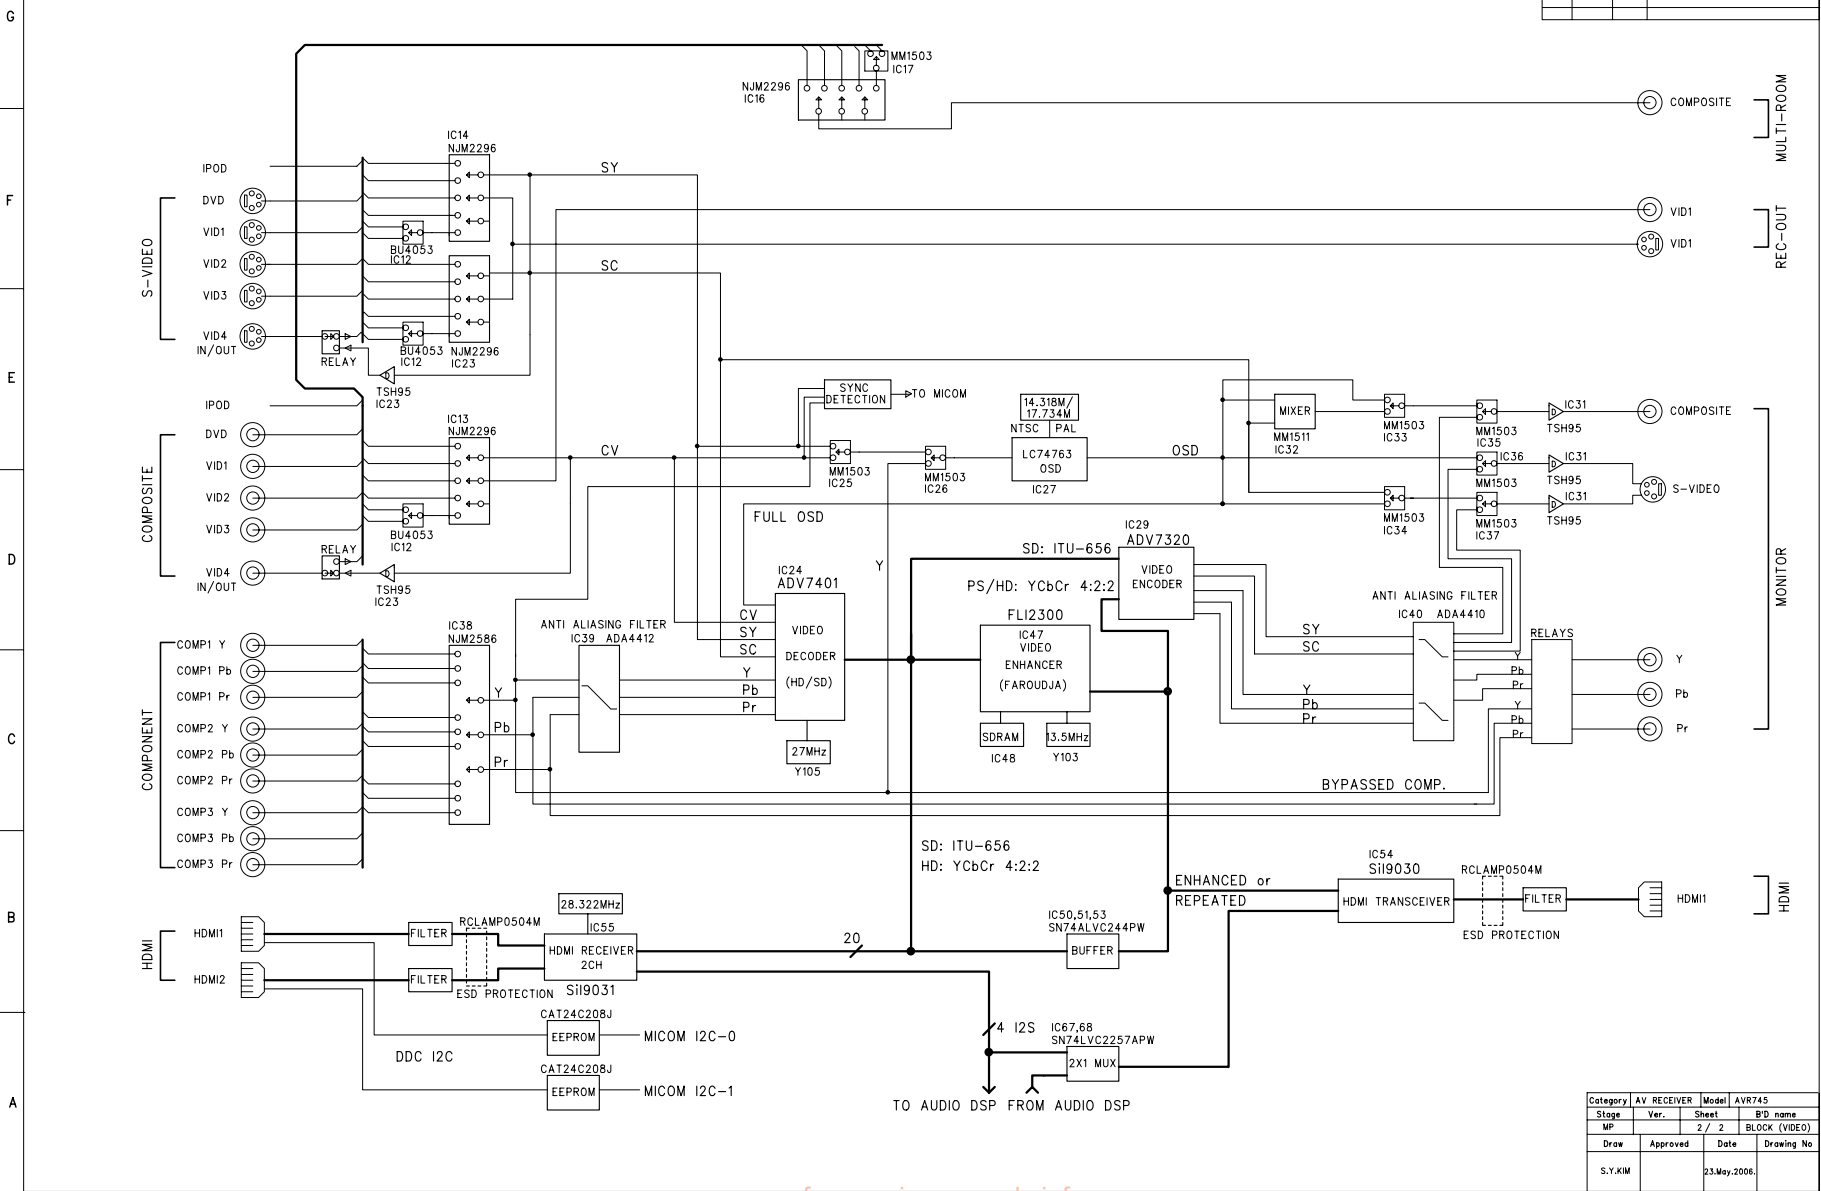 G
F
E
D
C
B
A
MM1503
IC17
NJM2296
IC16
COMPOSITE
MULTI-ROOM
IC14
NJM2296
IPOD
DVD
VID1
VID2
VID3
VID4
IN/OUT
S-VIDEO
BU4053
IC12
BU4053
IC12
NJM2296
IC23
RELAY
TSH95
IC23
SY
SC
VID1
VID1
REC-OUT
IPOD
DVD
VID1
VID2
VID3
VID4
IN/OUT
COMPOSITE
IC13
NJM2296
BU4053
IC12
RELAY
TSH95
IC23
CV
SYNC
DETECTION
TO MICOM
MM1503
IC25
MM1503
IC26
14.318M/
17.734M
NTSC
PAL
LC74763
OSD
IC27
OSD
FULL OSD
MIXER
MM1511
IC32
MM1503
IC33
MM1503
IC35
IC31
TSH95
COMPOSITE
IC36
MM1503
IC31
TSH95
S-VIDEO
MM1503
IC34
MM1503
IC37
IC31
TSH95
MONITOR
COMP1 Y
COMP1 Pb
COMP1 Pr
COMP2 Y
COMP2 Pb
COMP2 Pr
COMP3 Y
COMP3 Pb
COMP3 Pr
COMPONENT
IC38
NJM2586
Y
Pb
Pr
ANTI ALIASING FILTER
IC39 ADA4412
IC24
ADV7401
CV
SY
SC
Y
Pb
Pr
VIDEO
DECODER
(HD/SD)
27MHz
Y105
Y
SD: ITU-656
PS/HD: YCbCr 4:2:2
IC29
ADV7320
VIDEO
ENCODER
FLI2300
IC47
VIDEO
ENHANCER
(FAROUDJA)
SDRAM
IC48
13.5MHz
Y103
SY
SC
Y
Pb
Pr
ANTI ALIASING FILTER
IC40 ADA4410
RELAYS
Y
Pb
Pr
Y
Pb
Pr
Y
Pb
Pr
BYPASSED COMP.
SD: ITU-656
HD: YCbCr 4:2:2
HDMI
HDMI1
HDMI2
FILTER
FILTER
RCLAMP0504M
ESD PROTECTION
28.322MHz
IC55
HDMI RECEIVER
2CH
SiI9031
20
IC50,51,53
SN74ALVC244PW
BUFFER
ENHANCED or
REPEATED
IC54
SiI9030
HDMI TRANSCEIVER
RCLAMP0504M
ESD PROTECTION
FILTER
HDMI1
HDMI
DDC I2C
CAT24C208J
EEPROM
MICOM I2C-0
CAT24C208J
EEPROM
MICOM I2C-1
4 I2S
IC67,68
SN74LVC2257APW
2X1 MUX
TO AUDIO DSP
FROM AUDIO DSP
Category AV RECEIVER Model AVR745
Stage Ver. Sheet B'D name
MP 2/ 2 BLOCK (VIDEO)
Draw Approved Date Drawing No
S.Y.KIM 23.May.2006.